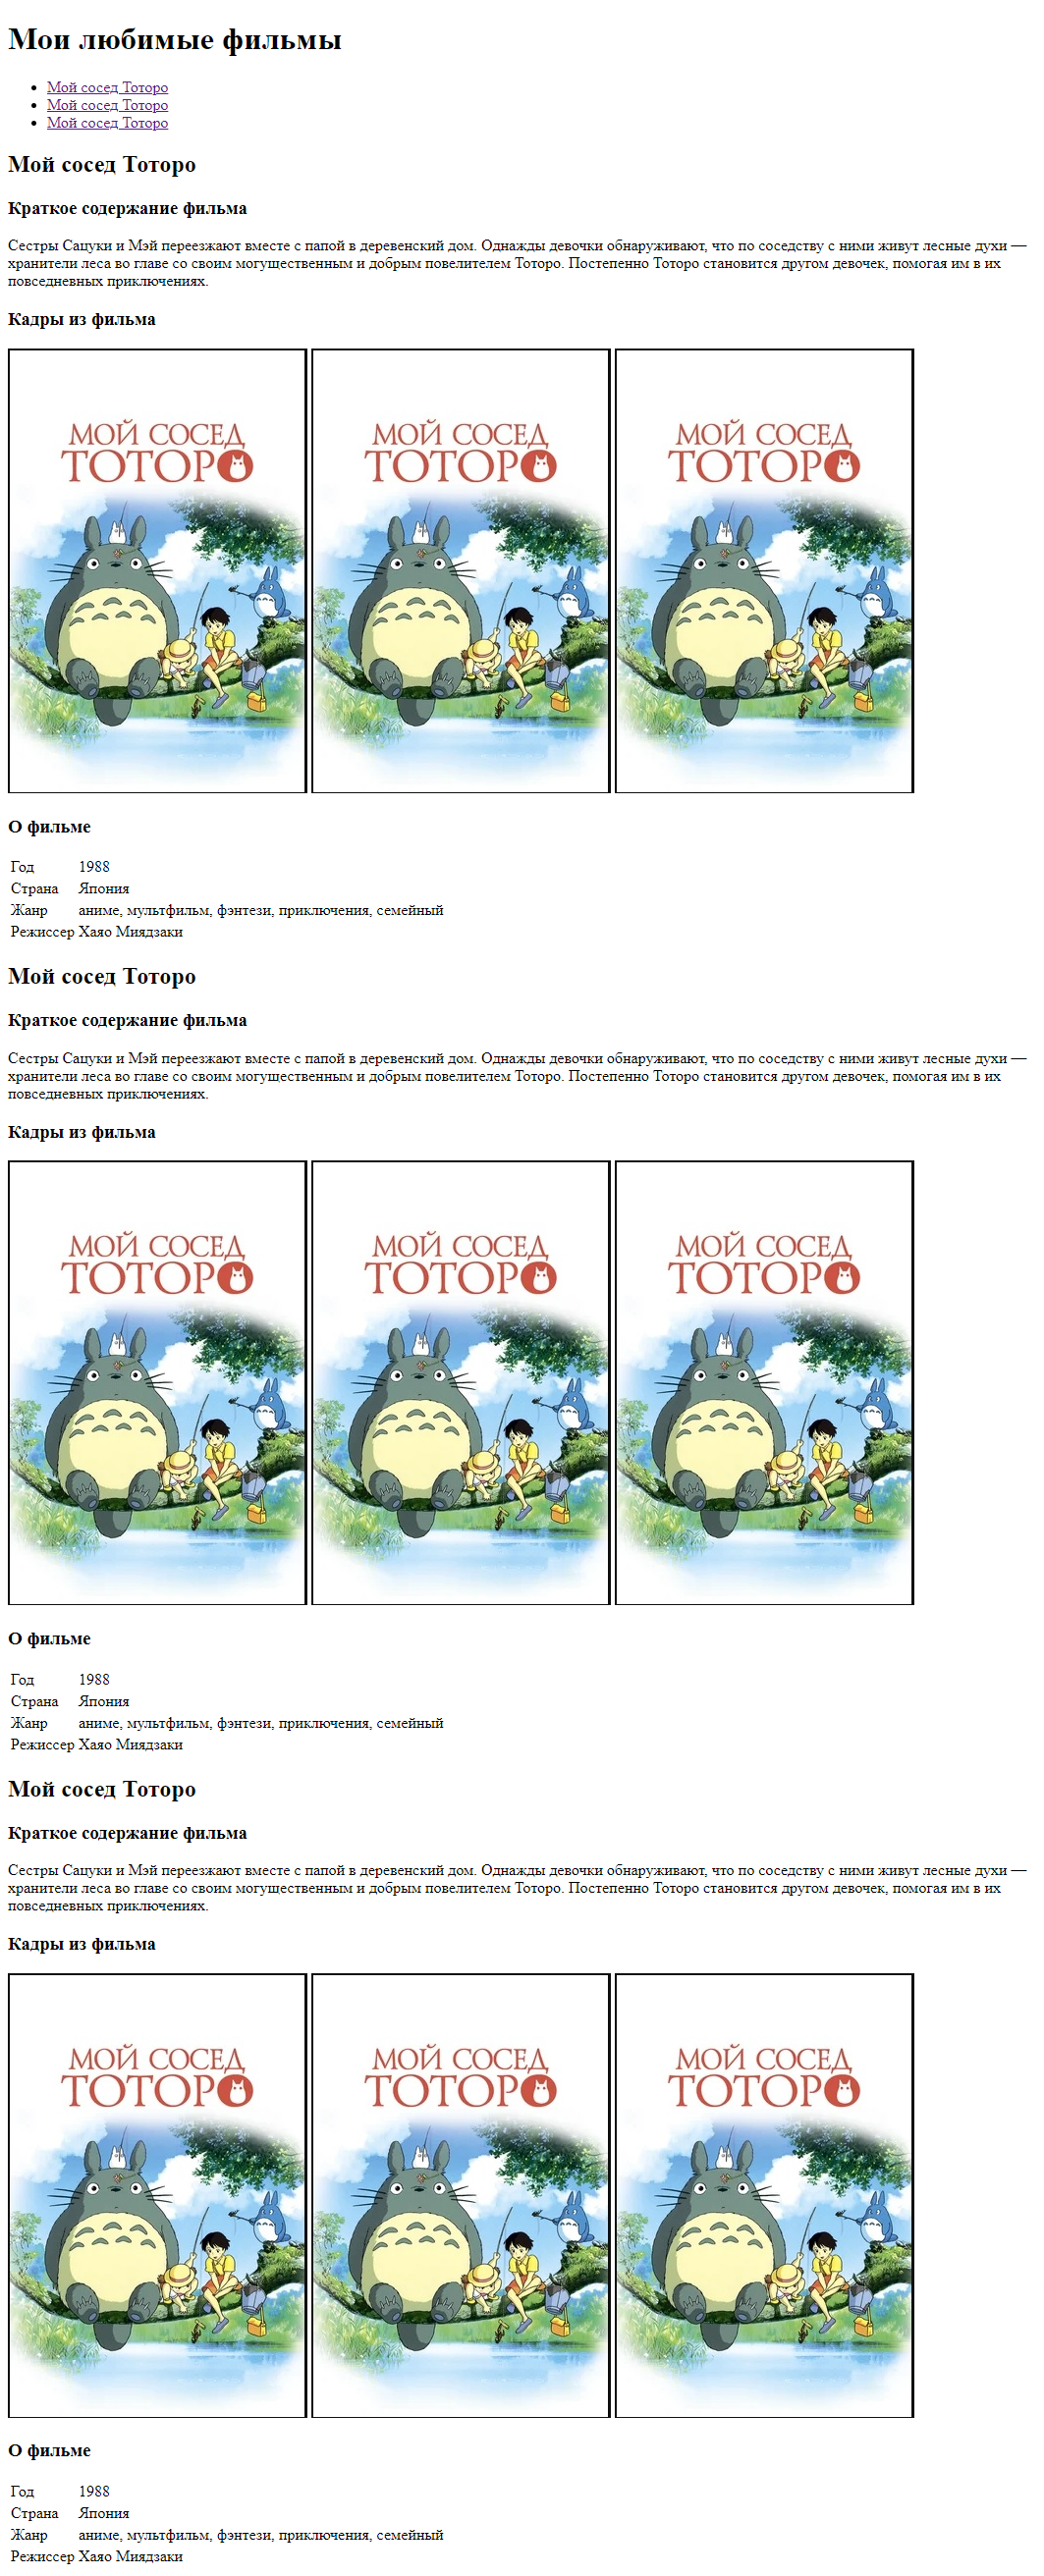 Мои любимые фильмы
Мой сосед Тоторо
Мой сосед Тоторо
Мой сосед Тоторо
Мой сосед Тоторо
Краткое содержание фильма
Сестры Сацуки и Мэй переезжают вместе с папой в деревенский дом. Однажды девочки обнаруживают, что по соседству с ними живут лесные духи —
хранители леса во главе со своим могущественным и добрым повелителем Тоторо. Постепенно Тоторо становится другом девочек, помогая им в их
повседневных приключениях.
Кадры из фильма
МОЙ СОСЕД ТОТОРО
МОЙ СОСЕД ТОТОРО
МОЙ СОСЕД ТОТОРО
О фильме
Год 1988
Страна Япония
Жанр аниме, мультфильм, фэнтези, приключения, семейный
Режиссер Хаяо Миядзаки
Мой сосед Тоторо
Краткое содержание фильма
Сестры Сацуки и Мэй переезжают вместе с папой в деревенский дом. Однажды девочки обнаруживают, что по соседству с ними живут лесные духи —
хранители леса во главе со своим могущественным и добрым повелителем Тоторо. Постепенно Тоторо становится другом девочек, помогая им в их
повседневных приключениях.
Кадры из фильма
МОЙ СОСЕД ТОТОРО
МОЙ СОСЕД ТОТОРО
МОЙ СОСЕД ТОТОРО
О фильме
Год 1988
Страна Япония
Жанр аниме, мультфильм, фэнтези, приключения, семейный
Режиссер Хаяо Миядзаки
Мой сосед Тоторо
Краткое содержание фильма
Сестры Сацуки и Мэй переезжают вместе с папой в деревенский дом. Однажды девочки обнаруживают, что по соседству с ними живут лесные духи —
хранители леса во главе со своим могущественным и добрым повелителем Тоторо. Постепенно Тоторо становится другом девочек, помогая им в их
повседневных приключениях.
Кадры из фильма
МОЙ СОСЕД ТОТОРО
МОЙ СОСЕД ТОТОРО
МОЙ СОСЕД ТОТОРО
О фильме
Год 1988
Страна Япония
Жанр аниме, мультфильм, фэнтези, приключения, семейный
Режиссер Хаяо Миядзаки